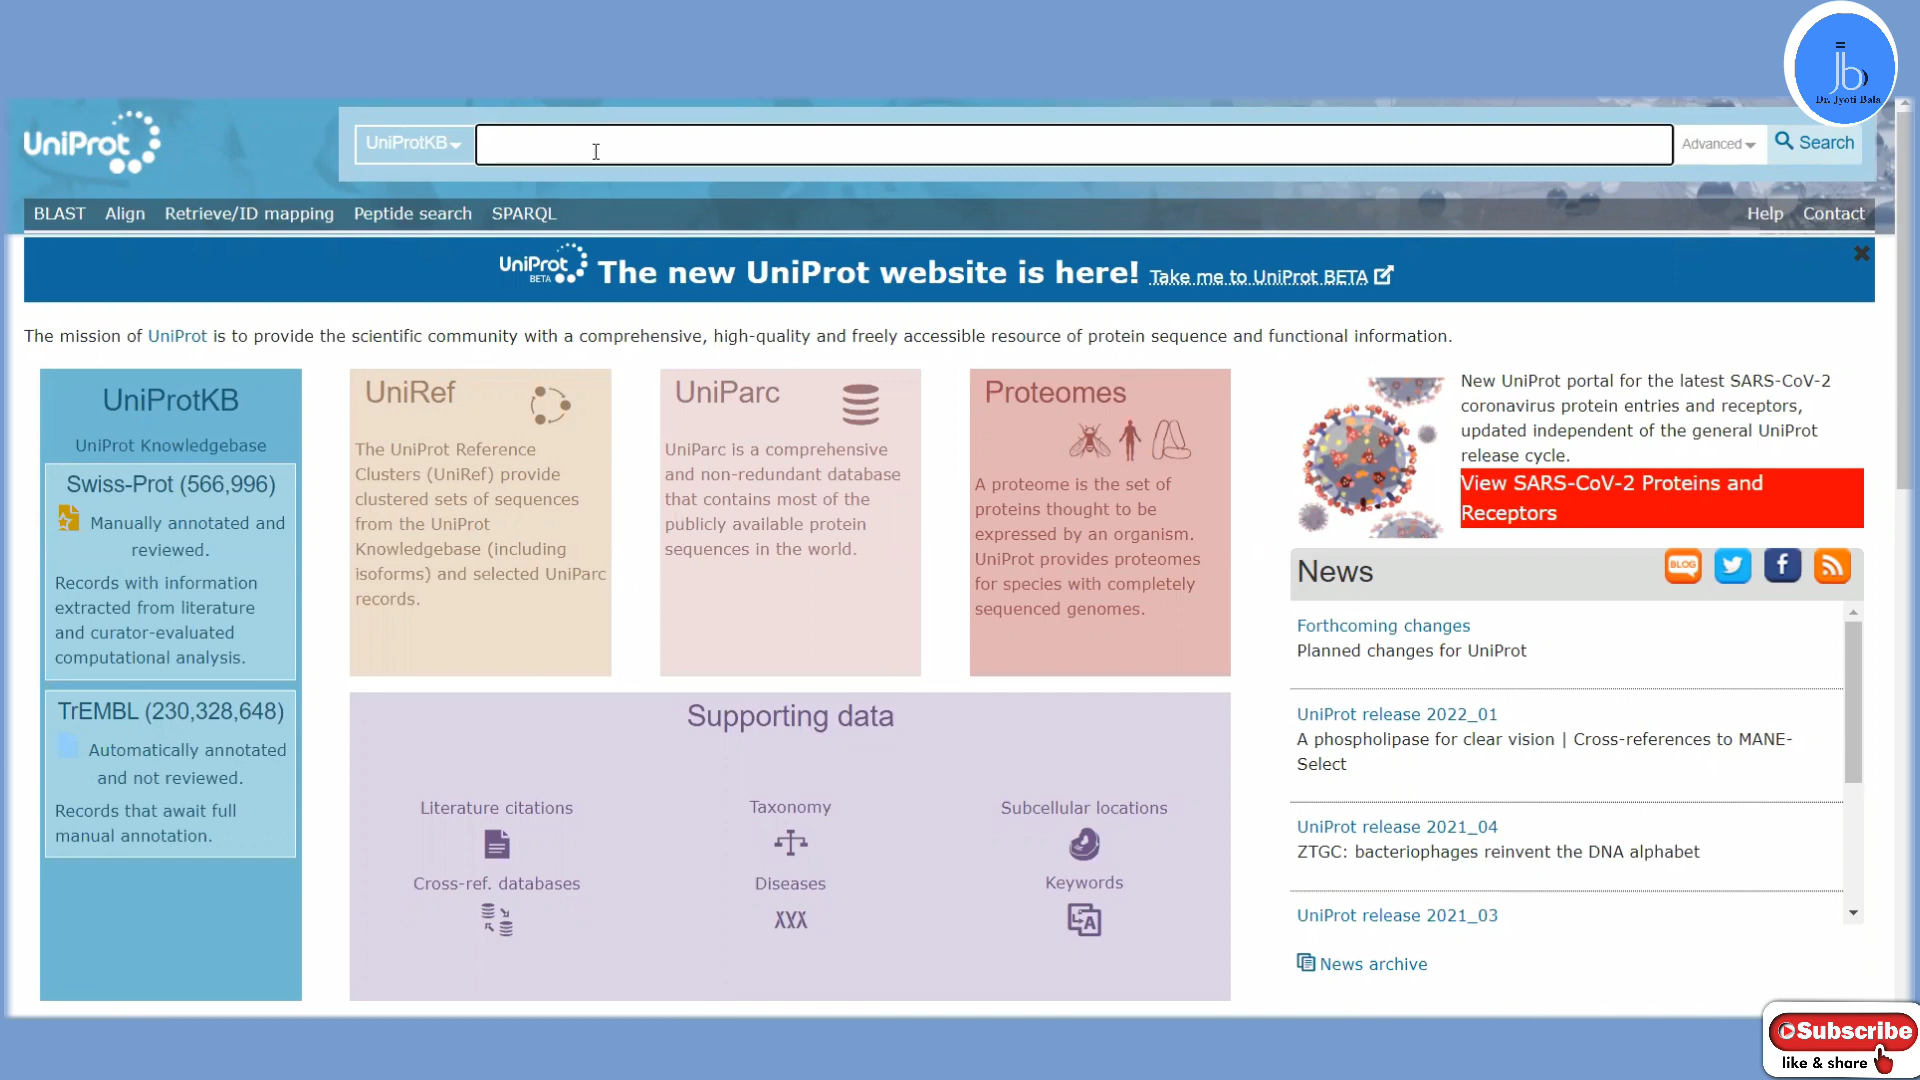 Dr. Jyoti Bala
UniProt
UniProtKB
Advanced
Search
BLAST
Align
Retrieve/ID mapping
Peptide search
SPARQL
Help
Contact
UniProt BETA The new UniProt website is here! Take me to UniProt BETA
The mission of UniProt is to provide the scientific community with a comprehensive, high-quality and freely accessible resource of protein sequence and functional information.
UniProtKB
UniProt Knowledgebase
Swiss-Prot (566,996)
Manually annotated and
reviewed.
Records with information
extracted from literature
and curator-evaluated
computational analysis.
TrEMBL (230,328,648)
Automatically annotated
and not reviewed.
Records that await full
manual annotation.
UniRef
The UniProt Reference
Clusters (UniRef) provide
clustered sets of sequences
from the UniProt
Knowledgebase (including
isoforms) and selected UniParc
records.
UniParc
UniParc is a comprehensive
and non-redundant database
that contains most of the
publicly available protein
sequences in the world.
Proteomes
A proteome is the set of
proteins thought to be
expressed by an organism.
UniProt provides proteomes
for species with completely
sequenced genomes.
Supporting data
Literature citations
Taxonomy
Subcellular locations
Cross-ref. databases
Diseases
Keywords
New UniProt portal for the latest SARS-CoV-2
coronavirus protein entries and receptors,
updated independent of the general UniProt
release cycle.
View SARS-CoV-2 Proteins and
Receptors
News
BLOG
Forthcoming changes
Planned changes for UniProt
UniProt release 2022_01
A phospholipase for clear vision | Cross-references to MANE-
Select
UniProt release 2021_04
ZTGC: bacteriophages reinvent the DNA alphabet
UniProt release 2021_03
News archive
Subscribe
like & share